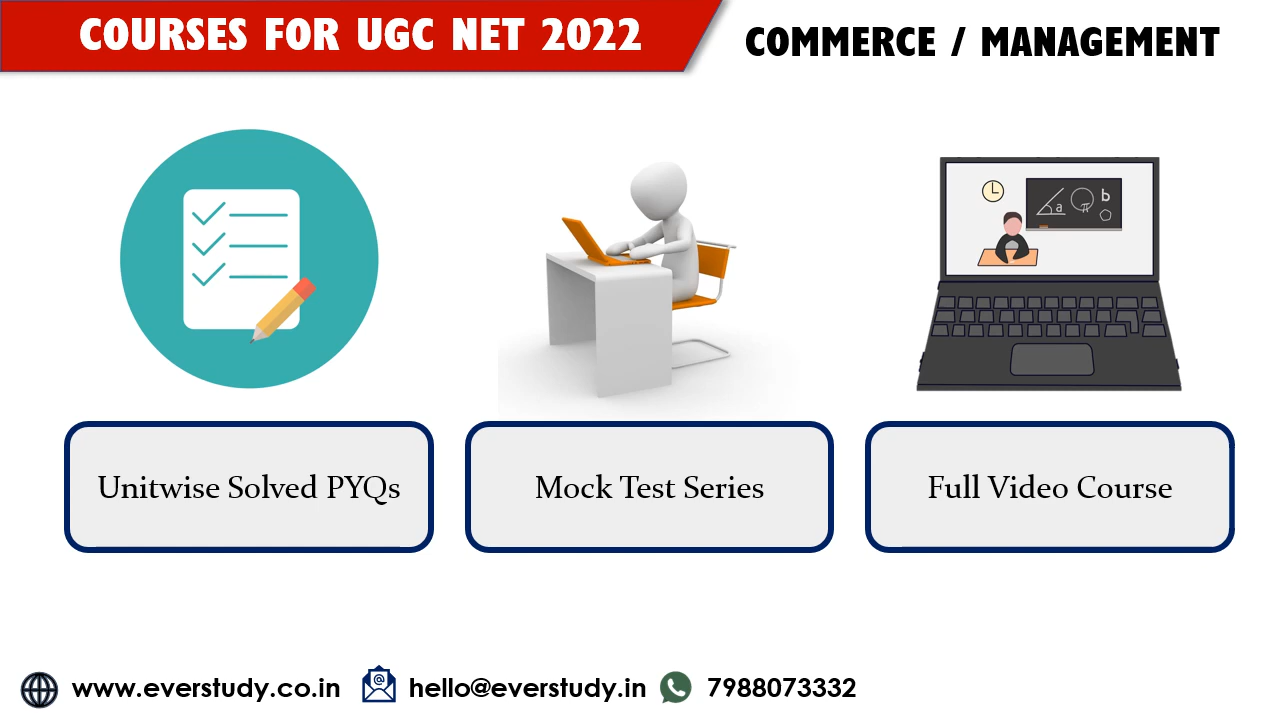 COURSES FOR UGC NET 2022
COMMERCE / MANAGEMENT
a
π
b
Unitwise Solved PYQs
Mock Test Series
Full Video Course
www.everstudy.co.in
@
hello@everstudy.in
7988073332